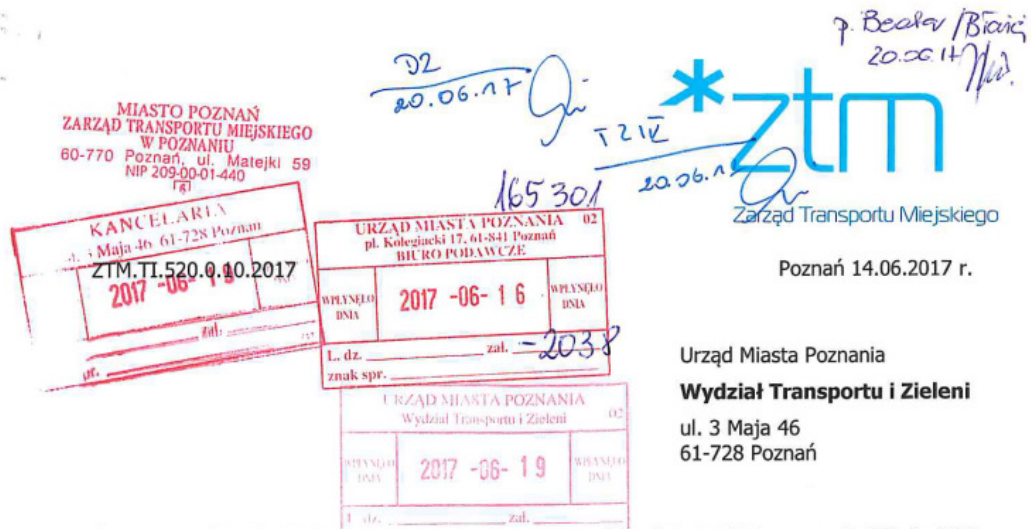 D2
20.06.17
20.06.17
MIASTO POZNAŃ
ZARZĄD TRANSPORTU MIEJSKIEGO
W POZNANIU
60-770 Poznań, ul. Matejki 59
NIP 209-00-01-440
*ztm
Zarząd Transportu Miejskiego
T2 IV
20.06.1
165 301
KANCELARIA
3 Maja 46 61-728 Poznań
ZTM.TI.520.0.10.2017
2017 -06- 19
zał.
URZĄD MIASTA POZNANIA 02
pl. Kolegiacki 17, 61-841 Poznań
BIURO PODAWCZE
WPŁYNĘŁO DNIA
2017 -06- 16
WPŁYNĘŁO DNIA
L. dz. zał. -2038
znak spr.
Poznań 14.06.2017 r.
Urząd Miasta Poznania
Wydział Transportu i Zieleni
ul. 3 Maja 46
61-728 Poznań
URZĄD MIASTA POZNANIA
Wydział Transportu i Zieleni 02
WPŁYNĘŁO DNIA
2017 -06- 19
WPŁYNĘŁO DNIA
L. dz. zał.